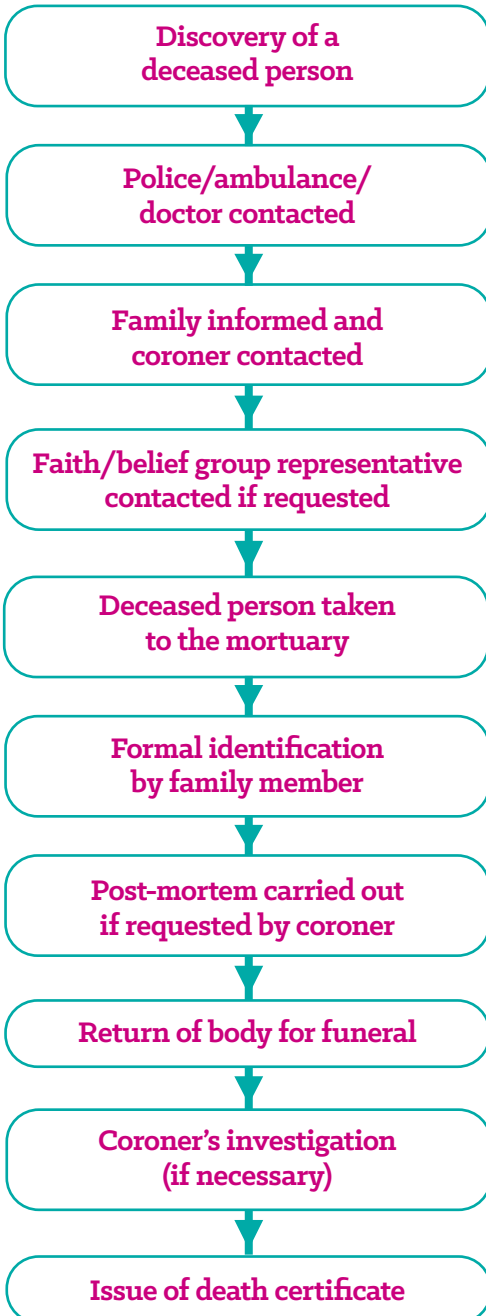 Discovery of a
deceased person
Police/ambulance/
doctor contacted
Family informed and
coroner contacted
Faith/belief group representative
contacted if requested
Deceased person taken
to the mortuary
Formal identification
by family member
Post-mortem carried out
if requested by coroner
Return of body for funeral
Coroner’s investigation
(if necessary)
Issue of death certificate